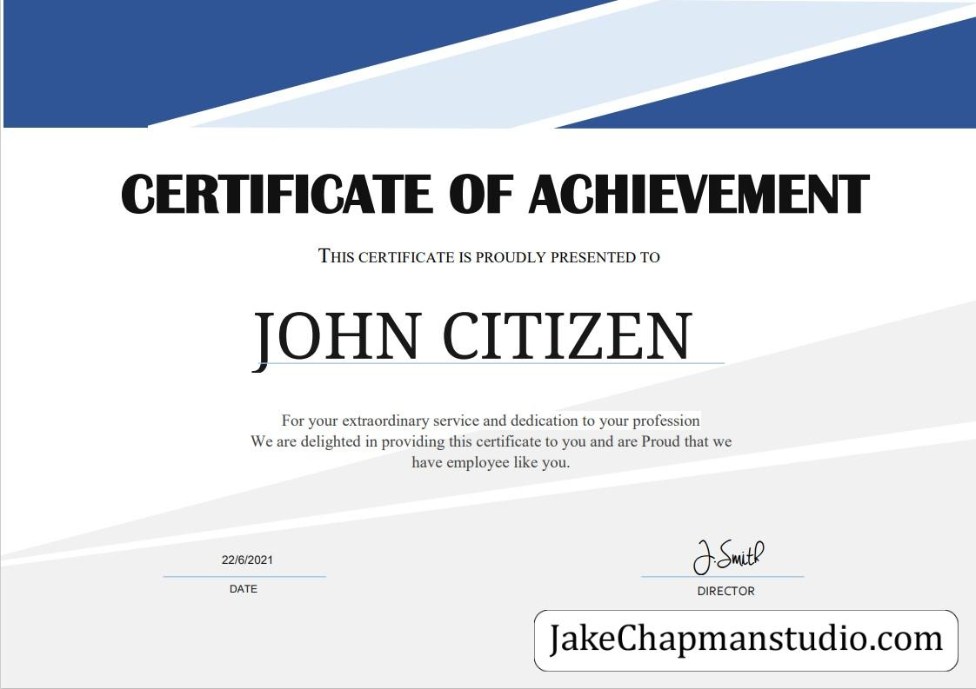 CERTIFICATE OF ACHIEVEMENT
THIS CERTIFICATE IS PROUDLY PRESENTED TO
JOHN CITIZEN
For your extraordinary service and dedication to your profession
We are delighted in providing this certificate to you and are Proud that we
have employee like you.
22/6/2021
J.Smith
DATE
DIRECTOR
JakeChapmanstudio.com